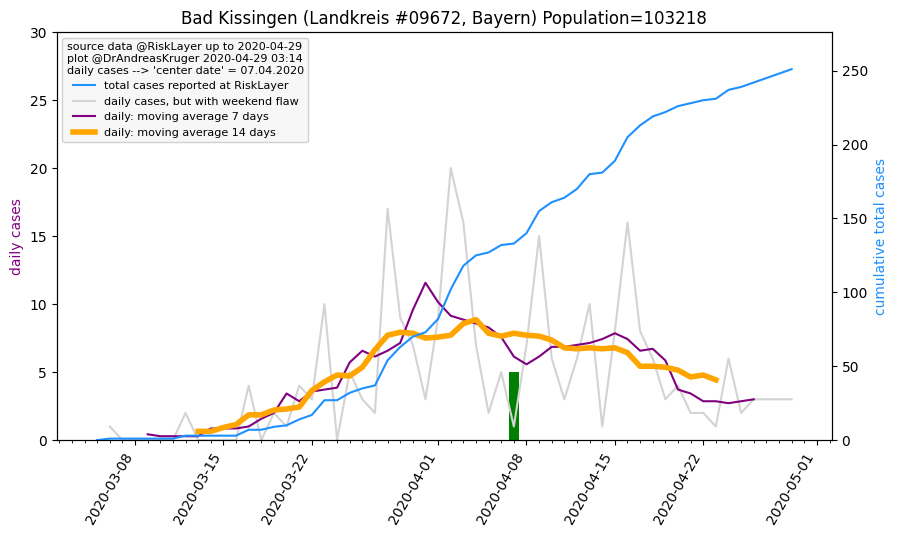 Bad Kissingen (Landkreis #09672, Bayern) Population=103218
source data @RiskLayer up to 2020-04-29
plot @DrAndreasKruger 2020-04-29 03:14
daily cases --> 'center date' = 07.04.2020
total cases reported at RiskLayer
daily cases, but with weekend flaw
daily: moving average 7 days
daily: moving average 14 days
daily cases
30
25
20
15
10
5
0
cumulative total cases
250
200
150
100
50
0
2020-03-08
2020-03-15
2020-03-22
2020-04-01
2020-04-08
2020-04-15
2020-04-22
2020-05-01